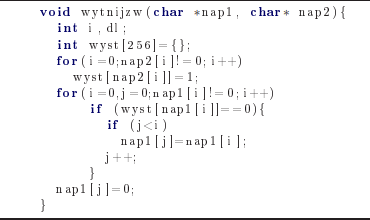 void wytnijzw(char *nap1, char* nap2){
int i, dl;
int wyst[256]={};
for(i=0;nap2[i]!=0; i++)
wyst[nap2[i]]=1;
for(i=0,j=0;nap1[i]!=0; i++)
if (wyst[nap1[i]]==0){
if (j<i)
nap1[j]=nap1[i];
j++;
}
nap1[j]=0;
}